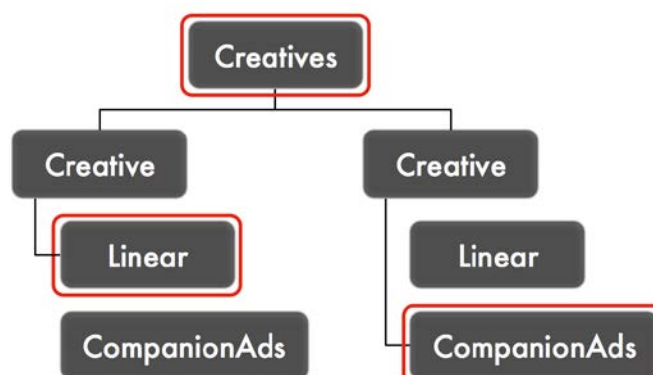 Creatives
Creative
Creative
Linear
Linear
CompanionAds
CompanionAds